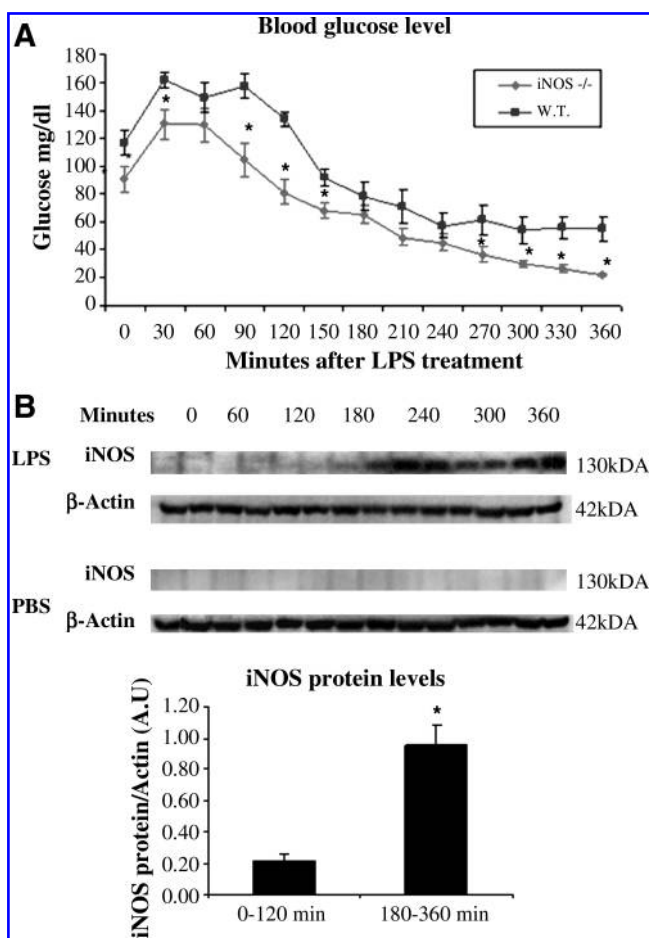 A
Blood glucose level
Glucose mg/dl
180
160
140
120
100
80
60
40
20
0
iNOS -/-
W.T.
* * * * * * * * *
0 30 60 90 120 150 180 210 240 270 300 330 360
Minutes after LPS treatment
B
Minutes 0 60 120 180 240 300 360
LPS iNOS 130kDA
β-Actin 42kDA
iNOS 130kDA
PBS β-Actin 42kDA
iNOS protein levels
iNOS protein/Actin (A.U)
1.20
1.00
0.80
0.60
0.40
0.20
0.00
*
0-120 min 180-360 min